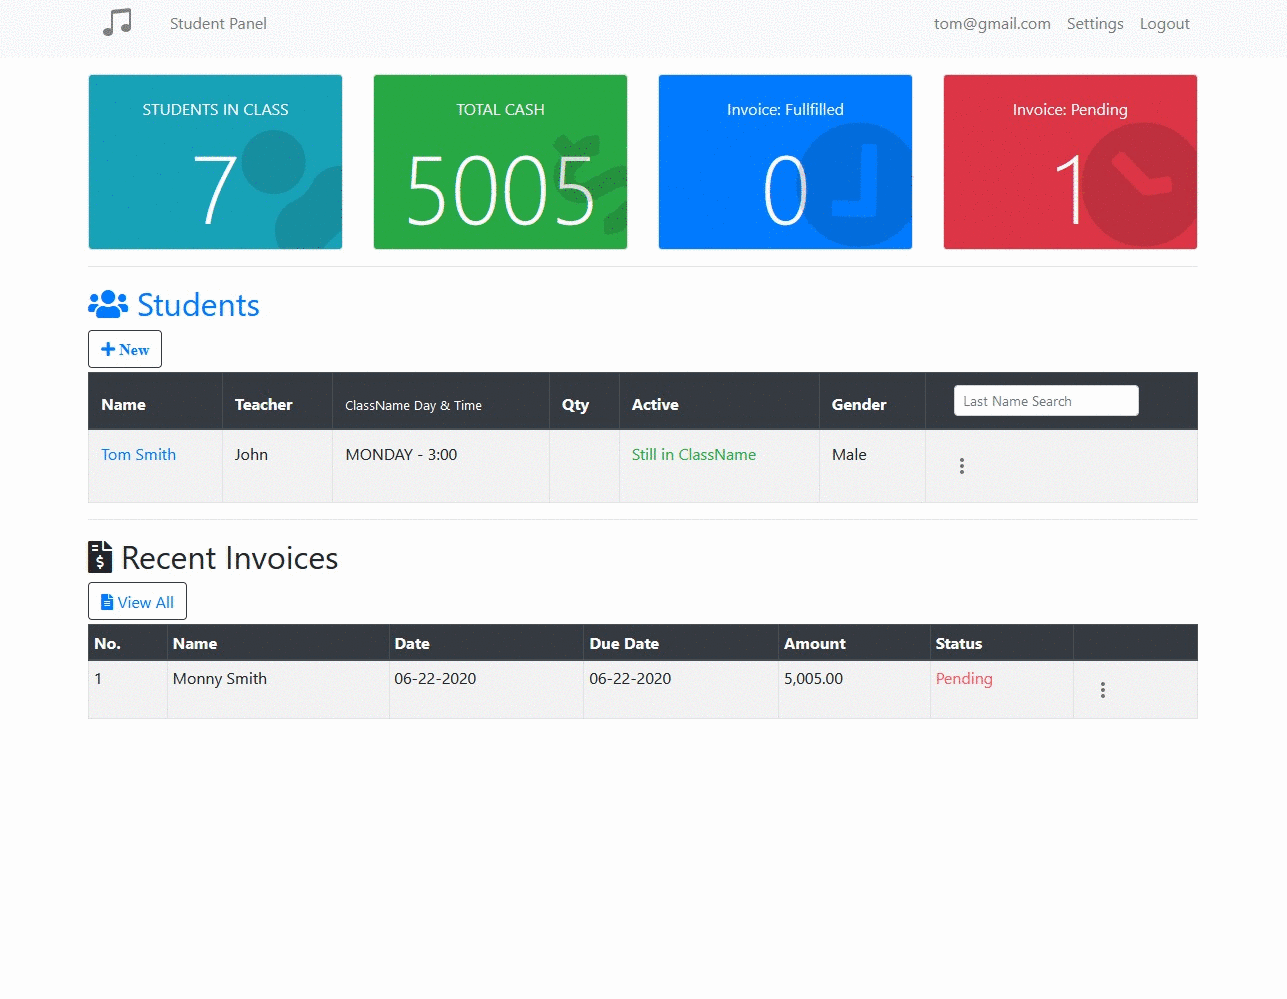 Student Panel
tom@gmail.com Settings Logout
STUDENTS IN CLASS
7
TOTAL CASH
5005
Invoice: Fullfilled
0
Invoice: Pending
1
Students
New
Name Teacher ClassName Day & Time Qty Active Gender Last Name Search
Tom Smith John MONDAY - 3:00 Still in ClassName Male
Recent Invoices
View All
No. Name Date Due Date Amount Status
1 Monny Smith 06-22-2020 06-22-2020 5,005.00 Pending